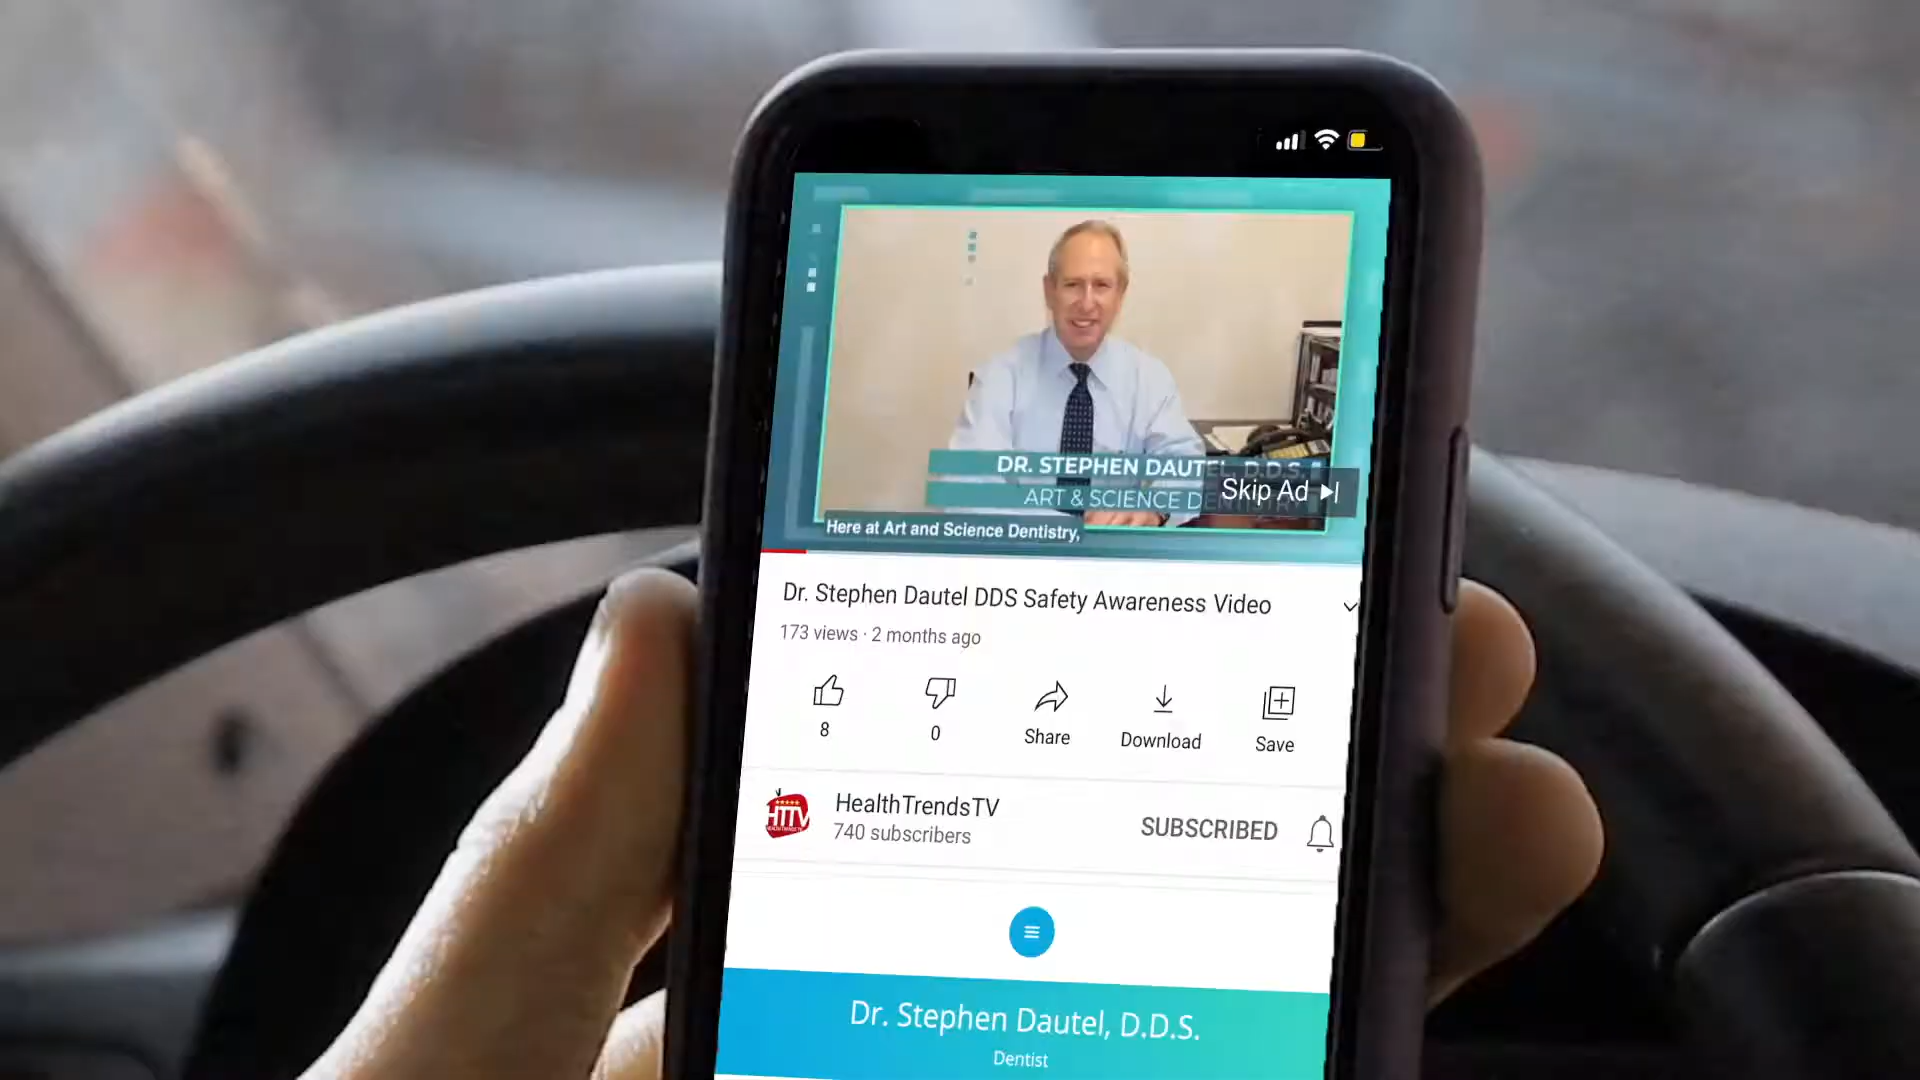 DR. STEPHEN DAUTEL, D.D.S.
ART & SCIENCE DENTISTRY
Skip Ad
Here at Art and Science Dentistry,
Dr. Stephen Dautel DDS Safety Awareness Video
173 views · 2 months ago
8
0
Share
Download
Save
HTTV
HealthTrendsTV
740 subscribers
SUBSCRIBED
Dr. Stephen Dautel, D.D.S.
Dentist